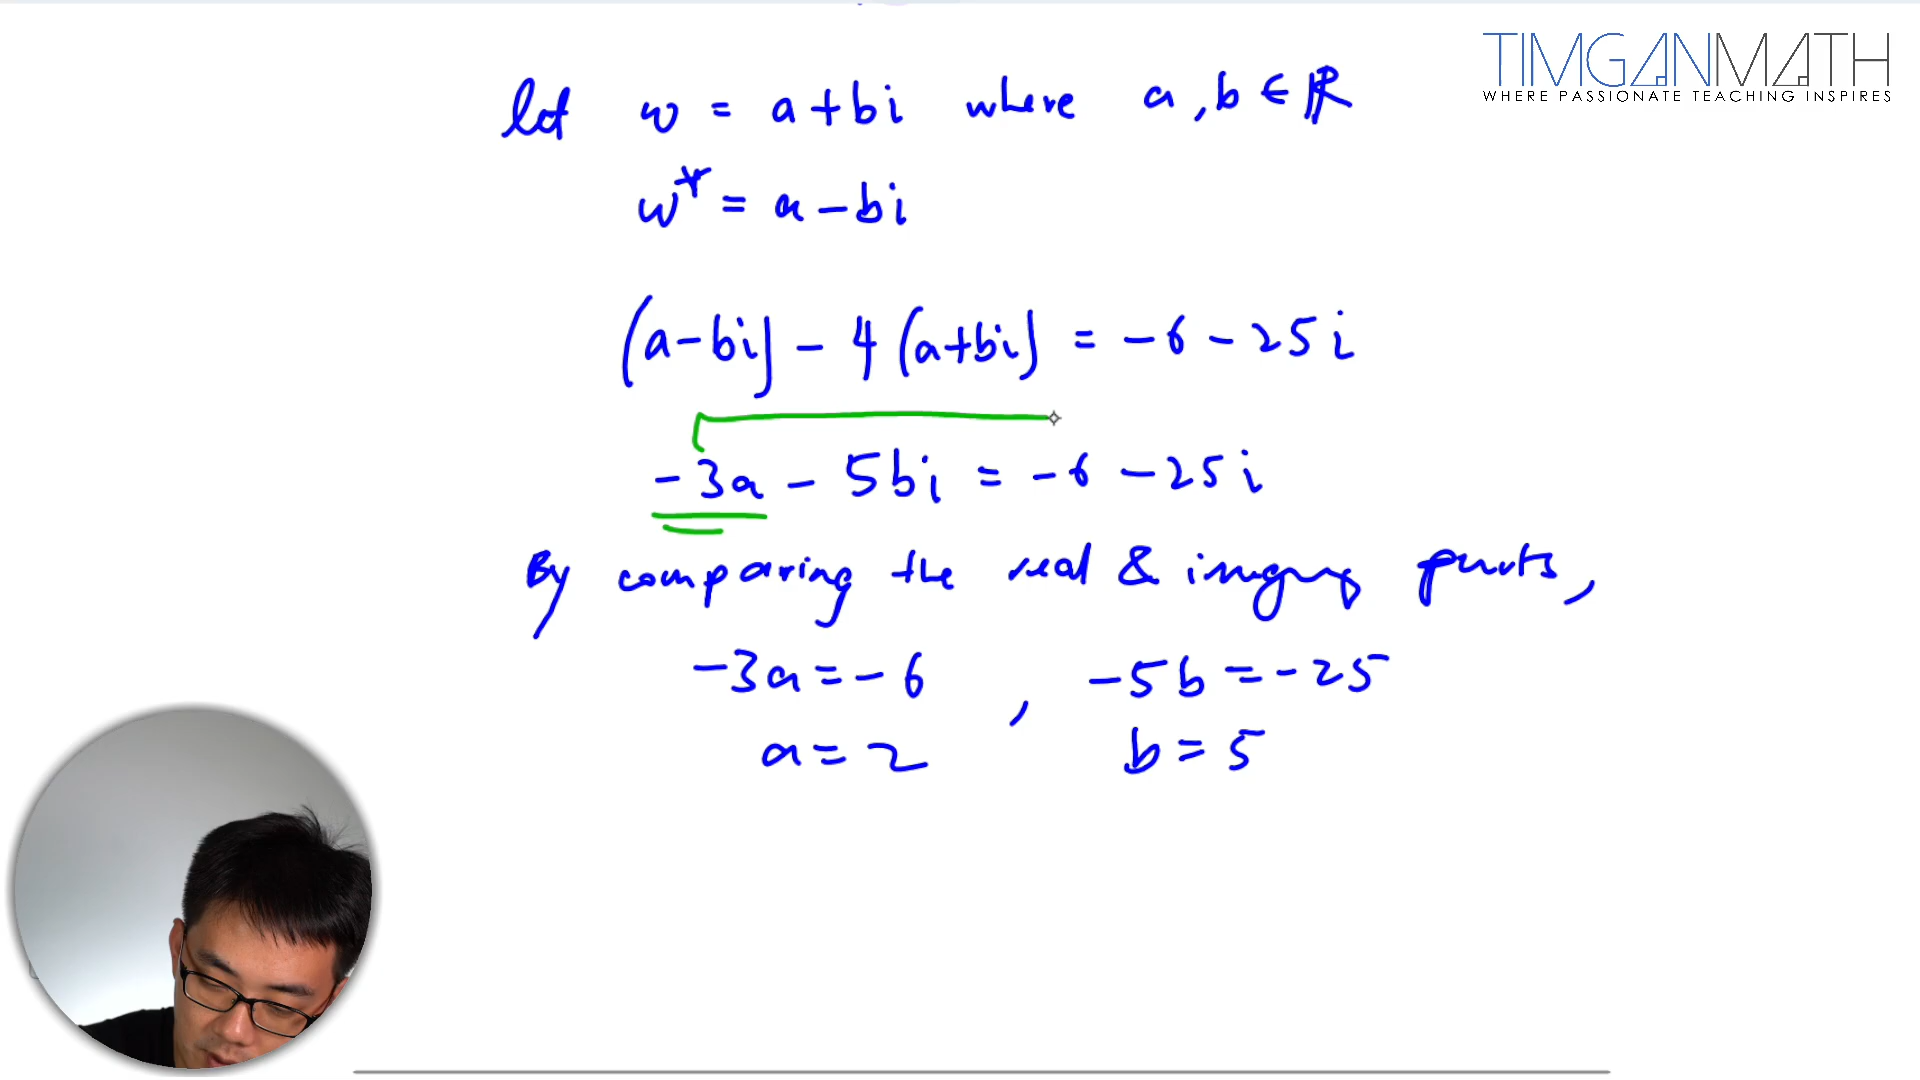 TIMGANMATH
WHERE PASSIONATE TEACHING INSPIRES
let w = a+bi where a, b ∈ ℝ
w* = a - bi
(a-bi) - 4(a+bi) = -6 - 25i
-3a - 5bi = -6 - 25i
By comparing the real & imgnry parts,
-3a = -6 , -5b = -25
a = 2 b = 5